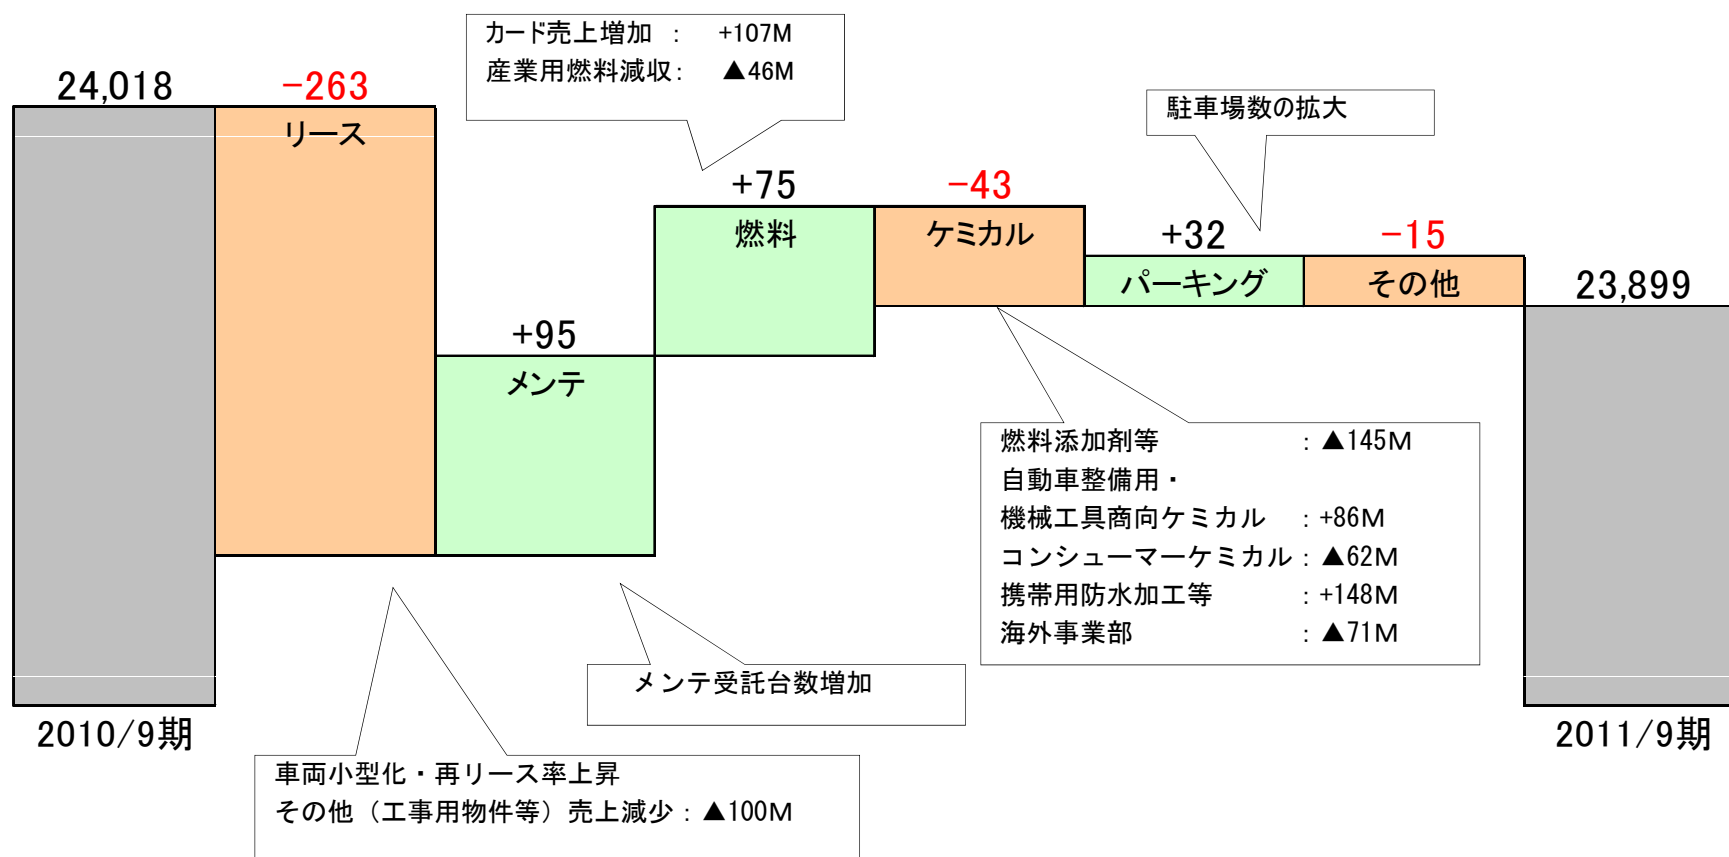 カード売上増加 : +107M
産業用燃料減収: ▲46M
24,018
-263
リース
駐車場数の拡大
+75
燃料
-43
ケミカル
+32
パーキング
-15
その他
23,899
+95
メンテ
燃料添加剤等 : ▲145M
自動車整備用・
機械工具商向ケミカル : +86M
コンシューマーケミカル : ▲62M
携帯用防水加工等 : +148M
海外事業部 : ▲71M
メンテ受託台数増加
2010/9期
2011/9期
車両小型化・再リース率上昇
その他（工事用物件等）売上減少 : ▲100M